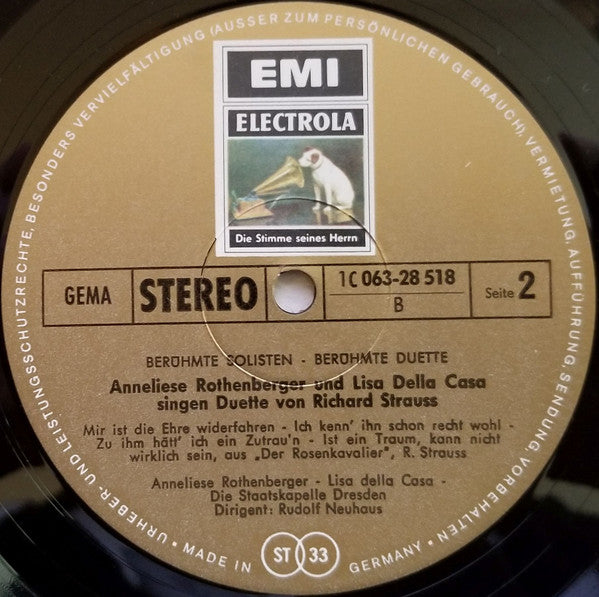 EMI
ELECTROLA
Die Stimme seines Herrn
GEMA
STEREO
1C 063-28 518
B
Seite 2
BERÜHMTE SOLISTEN - BERÜHMTE DUETTE
Anneliese Rothenberger und Lisa Della Casa
singen Duette von Richard Strauss
Mir ist die Ehre widerfahren - Ich kenn' ihn schon recht wohl -
Zu ihm hätt' ich ein Zutrau'n - Ist ein Traum, kann nicht
wirklich sein, aus „Der Rosenkavalier", R. Strauss
Anneliese Rothenberger - Lisa della Casa -
Die Staatskapelle Dresden
Dirigent: Rudolf Neuhaus
URHEBER- UND LEISTUNGSSCHUTZRECHTE, BESONDERS VERVIELFÄLTIGUNG (AUSSER ZUM PERSÖNLICHEN GEBRAUCH), VERMIETUNG, AUFFÜHRUNG, SENDUNG, VORBEHALTEN
• MADE IN ST 33 GERMANY •